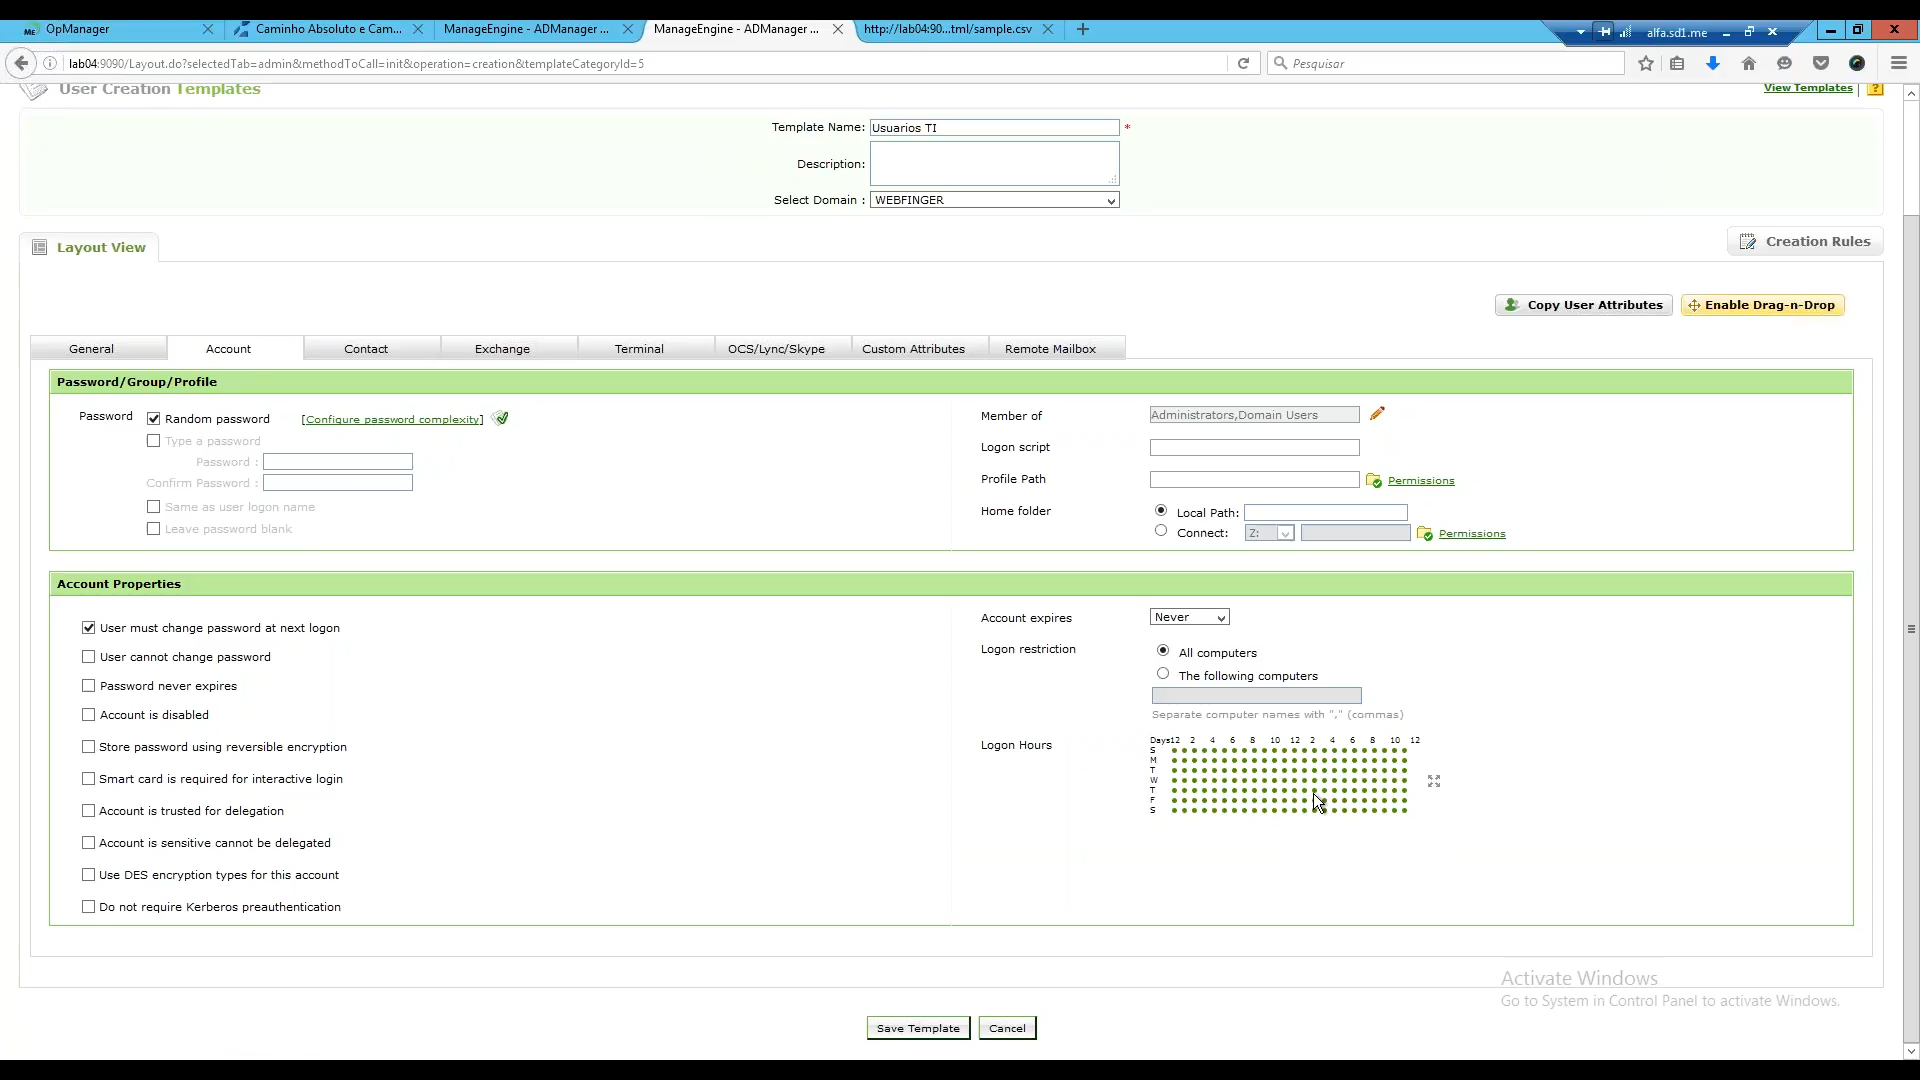 OpManager
Caminho Absoluto e Cam...
ManageEngine - ADManager ...
ManageEngine - ADManager ...
http://lab04:90...tml/sample.csv
alfa.sd1.me
lab04:9090/Layout.do?selectedTab=admin&methodToCall=init&operation=creation&templateCategoryId=5
Pesquisar
User Creation Templates
View Templates
?
Template Name: Usuarios TI *
Description:
Select Domain : WEBFINGER
Layout View
Creation Rules
Copy User Attributes
Enable Drag-n-Drop
General
Account
Contact
Exchange
Terminal
OCS/Lync/Skype
Custom Attributes
Remote Mailbox
Password/Group/Profile
Password
Random password
[Configure password complexity]
Type a password
Password :
Confirm Password :
Same as user logon name
Leave password blank
Member of
Administrators,Domain Users
Logon script
Profile Path
Permissions
Home folder
Local Path:
Connect:
Z:
Permissions
Account Properties
User must change password at next logon
User cannot change password
Password never expires
Account is disabled
Store password using reversible encryption
Smart card is required for interactive login
Account is trusted for delegation
Account is sensitive cannot be delegated
Use DES encryption types for this account
Do not require Kerberos preauthentication
Account expires
Never
Logon restriction
All computers
The following computers
Separate computer names with "," (commas)
Logon Hours
Days12 2 4 6 8 10 12 2 4 6 8 10 12
S
M
T
W
T
F
S
Activate Windows
Go to System in Control Panel to activate Windows.
Save Template
Cancel